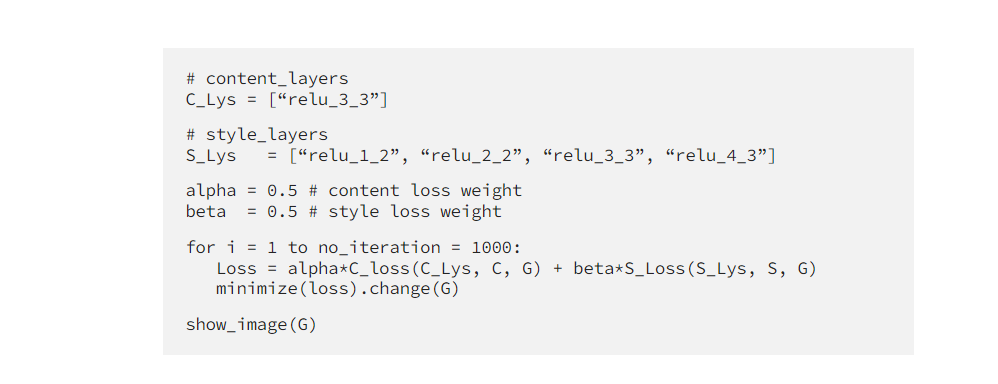 # content_layers
C_Lys = [“relu_3_3”]
# style_layers
S_Lys   = [“relu_1_2”, “relu_2_2”, “relu_3_3”, “relu_4_3”]
alpha = 0.5 # content loss weight
beta  = 0.5 # style loss weight
for i = 1 to no_iteration = 1000:
   Loss = alpha*C_loss(C_Lys, C, G) + beta*S_Loss(S_Lys, S, G)
   minimize(loss).change(G)
show_image(G)